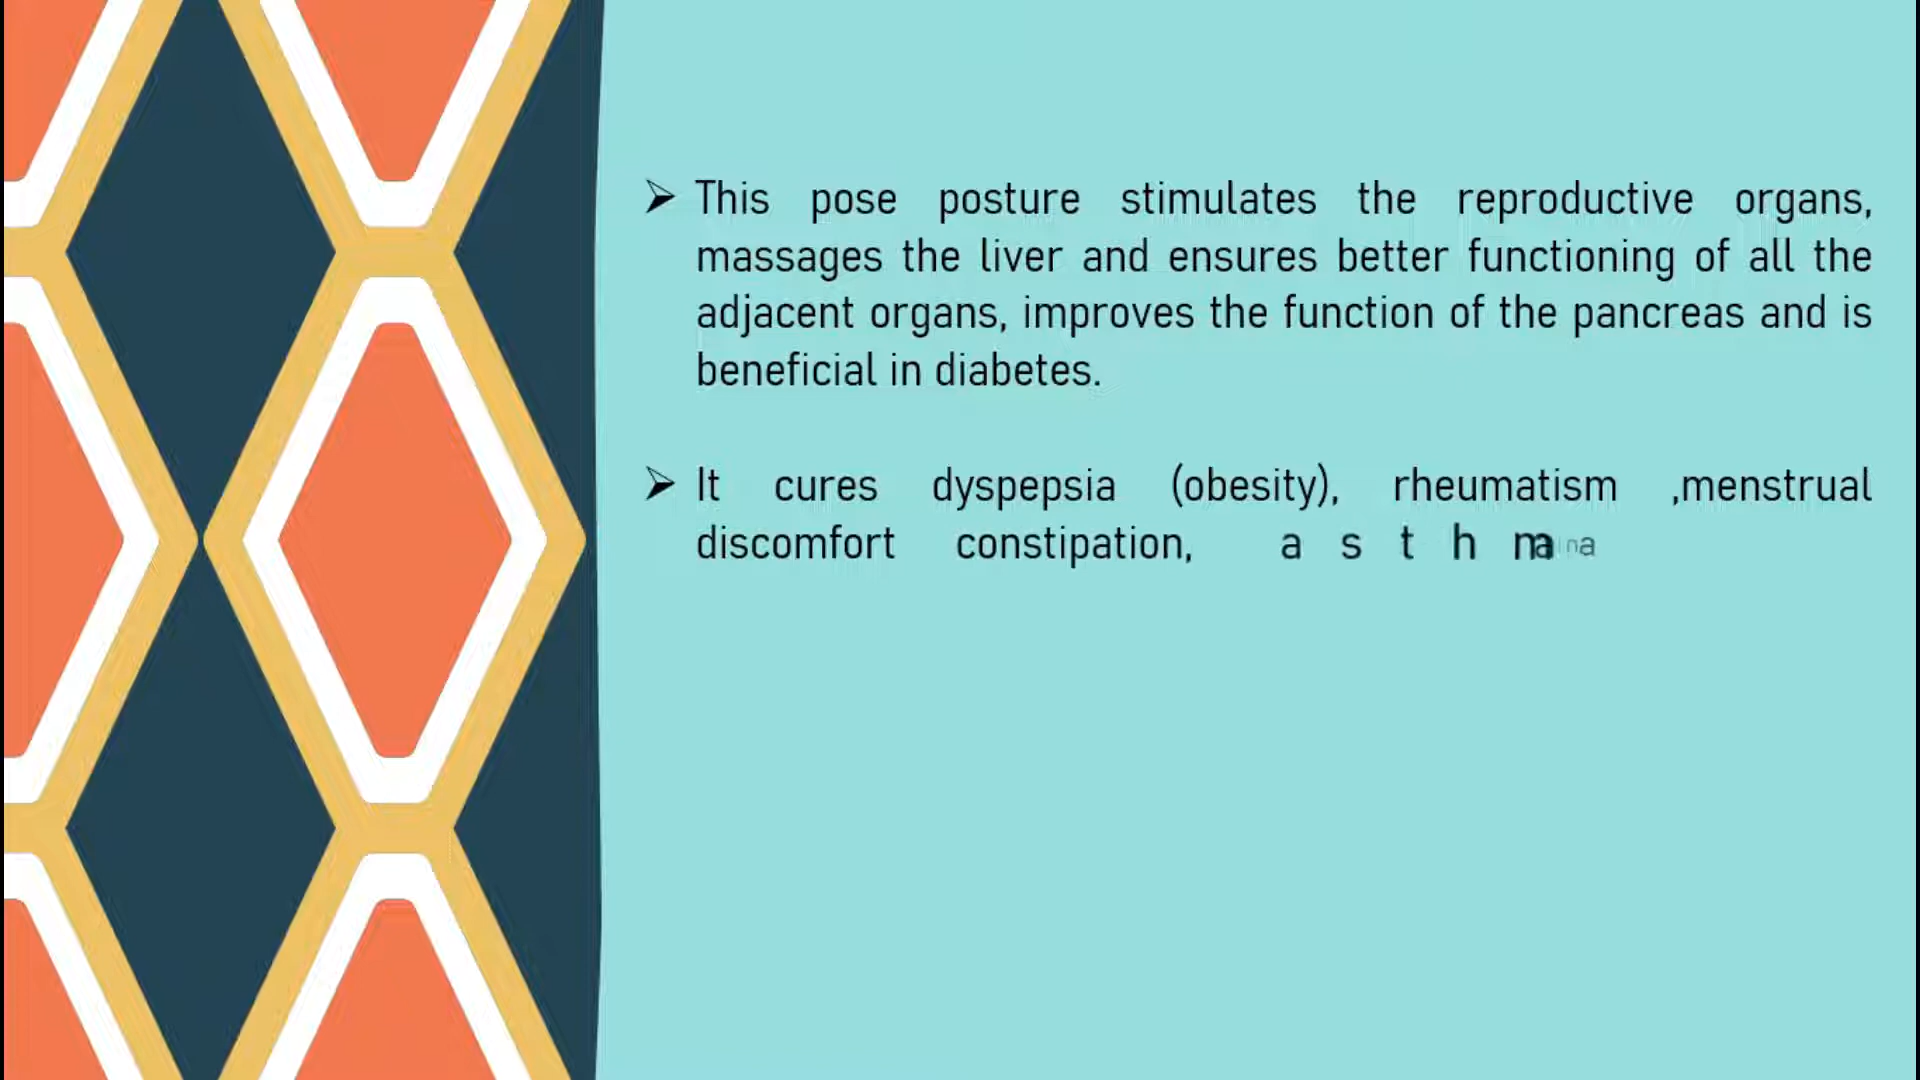 ➢ This pose posture stimulates the reproductive organs,
massages the liver and ensures better functioning of all the
adjacent organs, improves the function of the pancreas and is
beneficial in diabetes.
➢ It cures dyspepsia (obesity), rheumatism ,menstrual
discomfort constipation,